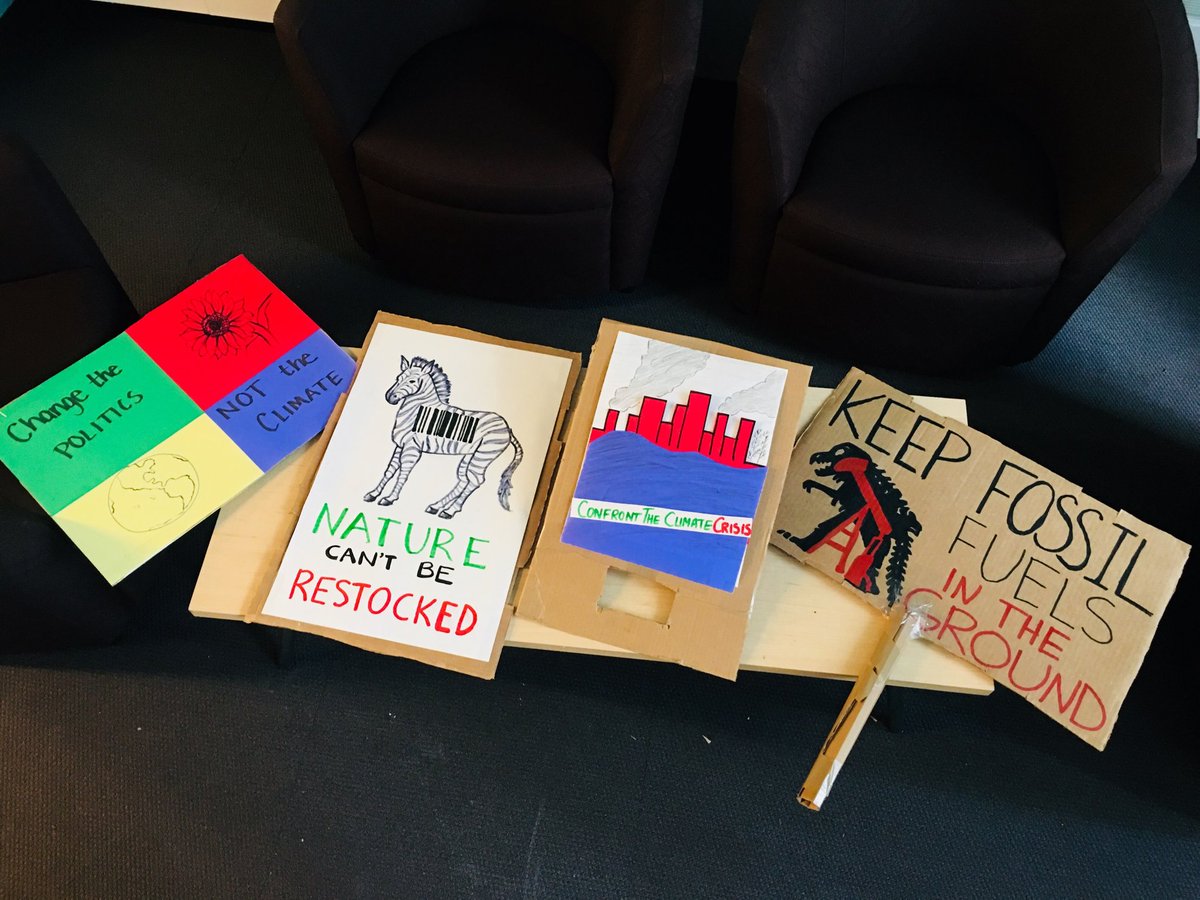 Change the
POLITICS
NOT the
CLIMATE
NATURE
CAN'T BE
RESTOCKED
CONFRONT THE CLIMATE CRISIS
KEEP FOSSIL
FUELS
IN THE
GROUND